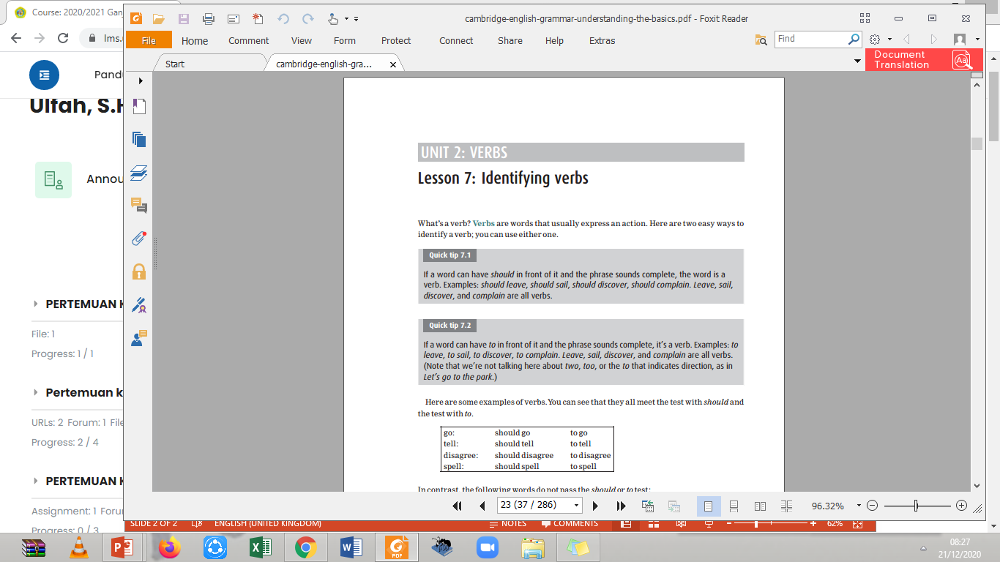 Course: 2020/2021 Ganj
cambridge-english-grammar-understanding-the-basics.pdf - Foxit Reader
File Home Comment View Form Protect Connect Share Help Extras
Find
lms.
Start
cambridge-english-gra...
Document
Translation
Pandu
Ulfah, S.H
Annou
PERTEMUAN K
File: 1
Progress: 1 / 1
Pertemuan k
URLs: 2 Forum: 1 File
Progress: 2 / 4
PERTEMUAN K
Assignment: 1 Forum
Progress: 0 / 3
UNIT 2: VERBS
Lesson 7: Identifying verbs
What's a verb? Verbs are words that usually express an action. Here are two easy ways to
identify a verb; you can use either one.
Quick tip 7.1
If a word can have should in front of it and the phrase sounds complete, the word is a
verb. Examples: should leave, should sail, should discover, should complain. Leave, sail,
discover, and complain are all verbs.
Quick tip 7.2
If a word can have to in front of it and the phrase sounds complete, it's a verb. Examples: to
leave, to sail, to discover, to complain. Leave, sail, discover, and complain are all verbs.
(Note that we're not talking here about two, too, or the to that indicates direction, as in
Let's go to the park.)
Here are some examples of verbs. You can see that they all meet the test with should and
the test with to.
go: should go to go
tell: should tell to tell
disagree: should disagree to disagree
spell: should spell to spell
In contrast, the following words do not pass the should or to test:
23 (37 / 286)
96.32%
SLIDE 2 OF 2 ENGLISH (UNITED KINGDOM) NOTES COMMENTS 62%
08:27
21/12/2020